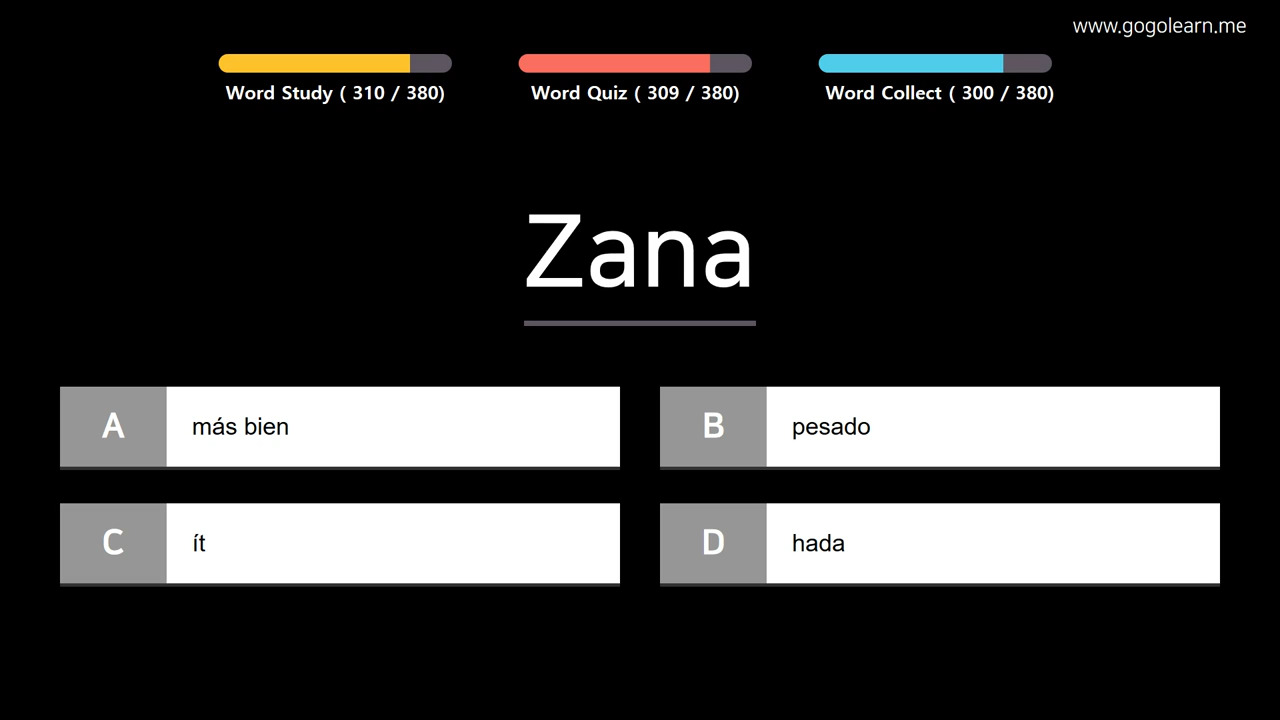 www.gogolearn.me
Word Study ( 310 / 380)
Word Quiz ( 309 / 380)
Word Collect ( 300 / 380)
Zana
A más bien
B pesado
C ít
D hada